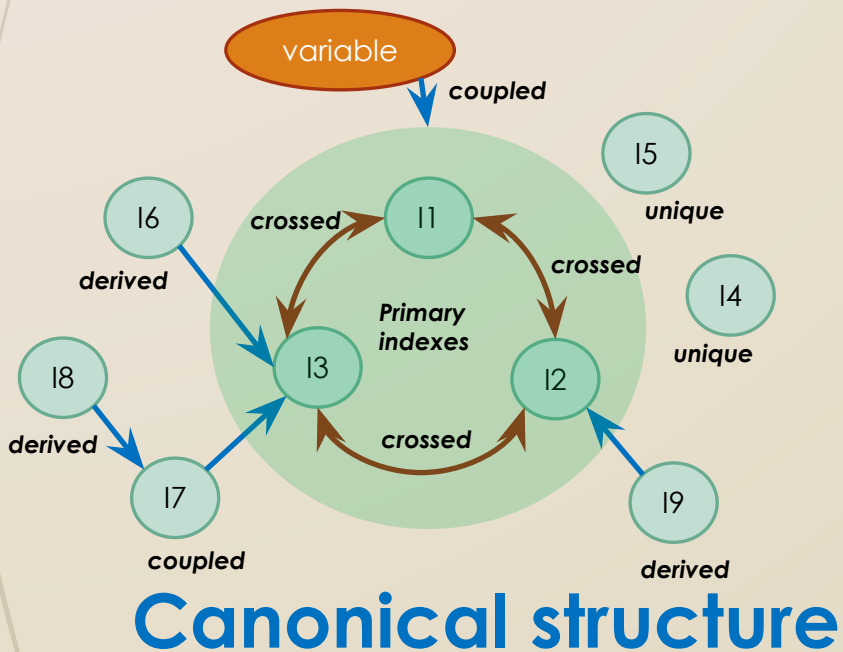 variable
coupled
I5
unique
I6
derived
crossed
I1
crossed
I4
unique
Primary
indexes
I3
I2
I8
derived
crossed
I7
coupled
I9
derived
Canonical structure